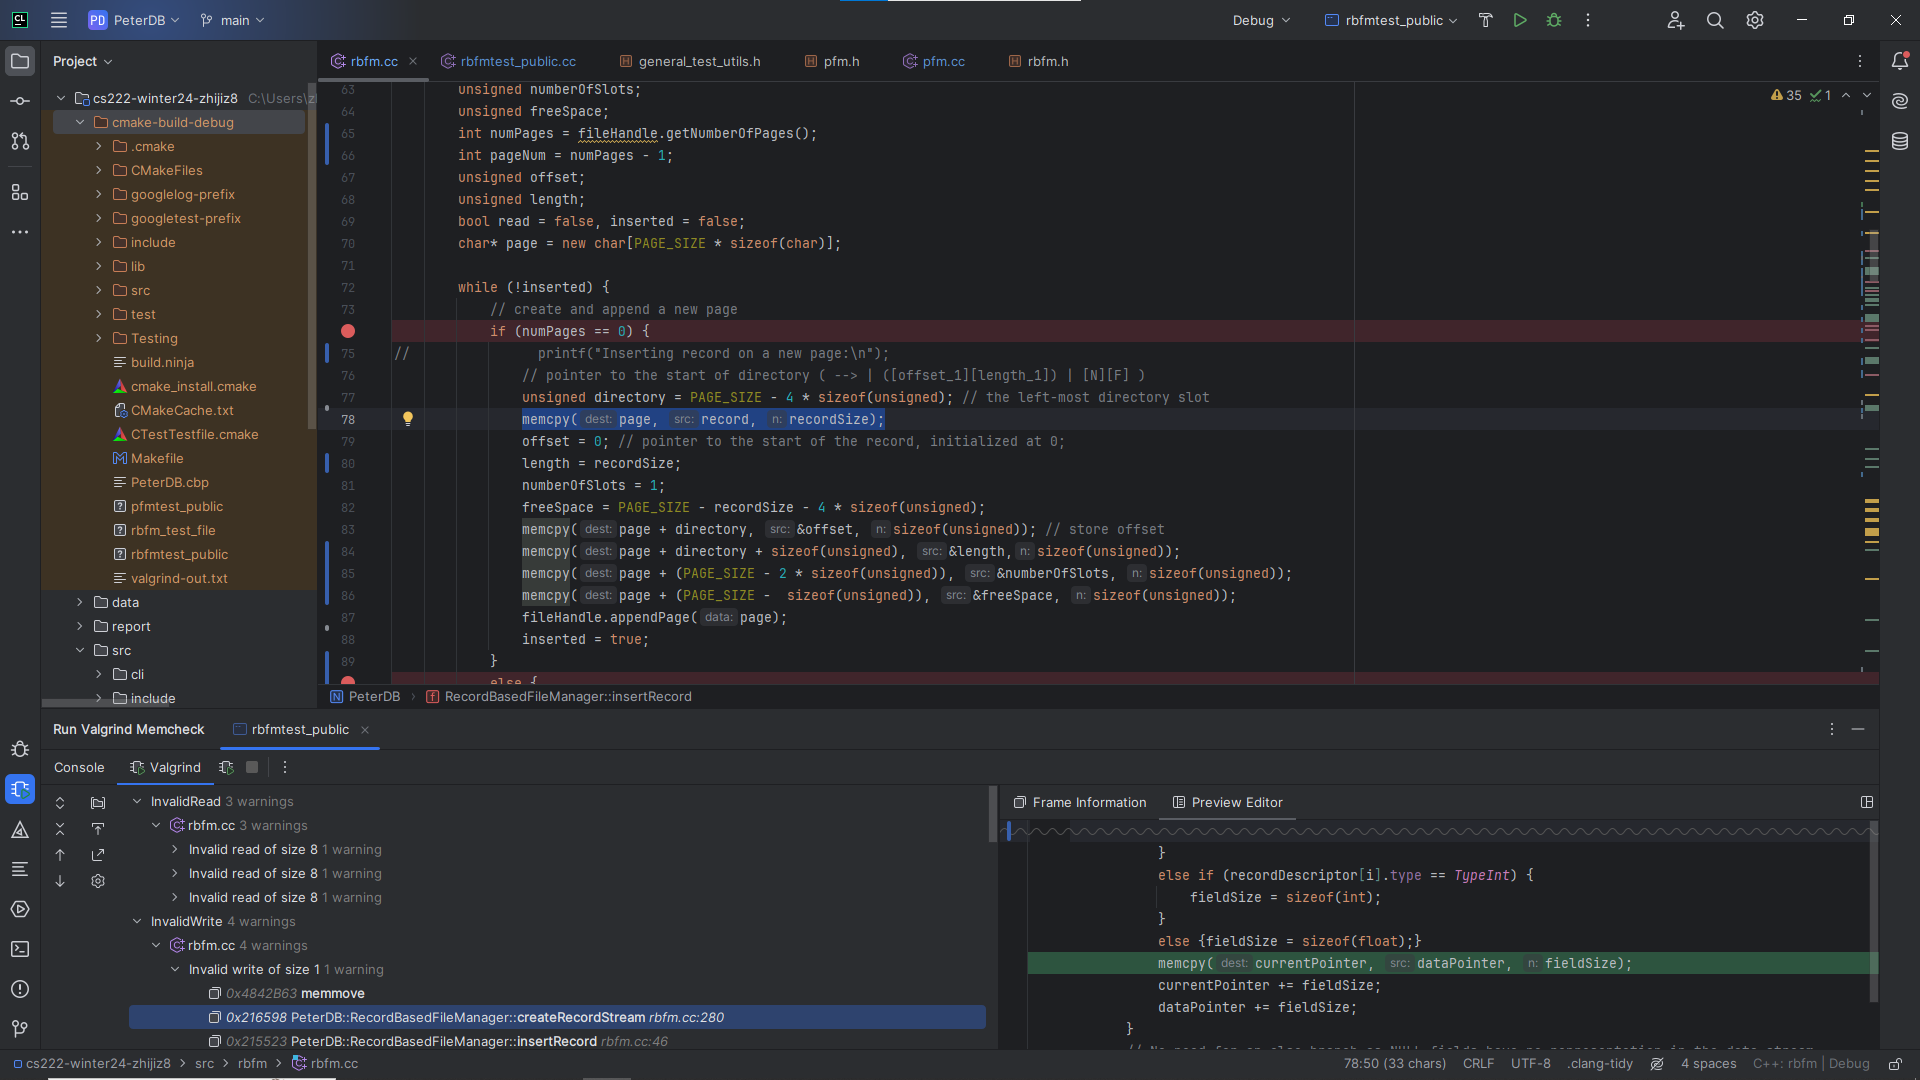 CL PD PeterDB main Debug rbfmtest_public
Project
rbfm.cc rbfmtest_public.cc general_test_utils.h pfm.h pfm.cc rbfm.h
cs222-winter24-zhijiz8 C:\Users\z
cmake-build-debug
.cmake
CMakeFiles
googlelog-prefix
googletest-prefix
include
lib
src
test
Testing
build.ninja
cmake_install.cmake
CMakeCache.txt
CTestTestfile.cmake
Makefile
PeterDB.cbp
pfmtest_public
rbfm_test_file
rbfmtest_public
valgrind-out.txt
data
report
src
cli
include
35 1
63 unsigned numberOfSlots;
64 unsigned freeSpace;
65 int numPages = fileHandle.getNumberOfPages();
66 int pageNum = numPages - 1;
67 unsigned offset;
68 unsigned length;
69 bool read = false, inserted = false;
70 char* page = new char[PAGE_SIZE * sizeof(char)];
71
72 while (!inserted) {
73 // create and append a new page
if (numPages == 0) {
75 // printf("Inserting record on a new page:\n");
76 // pointer to the start of directory ( --> | ([offset_1][length_1]) | [N][F] )
77 unsigned directory = PAGE_SIZE - 4 * sizeof(unsigned); // the left-most directory slot
78 memcpy( dest: page, src: record, n: recordSize);
79 offset = 0; // pointer to the start of the record, initialized at 0;
80 length = recordSize;
81 numberOfSlots = 1;
82 freeSpace = PAGE_SIZE - recordSize - 4 * sizeof(unsigned);
83 memcpy( dest: page + directory, src: &offset, n: sizeof(unsigned)); // store offset
84 memcpy( dest: page + directory + sizeof(unsigned), src: &length, n: sizeof(unsigned));
85 memcpy( dest: page + (PAGE_SIZE - 2 * sizeof(unsigned)), src: &numberOfSlots, n: sizeof(unsigned));
86 memcpy( dest: page + (PAGE_SIZE -  sizeof(unsigned)), src: &freeSpace, n: sizeof(unsigned));
87 fileHandle.appendPage( data: page);
88 inserted = true;
89 }
else {
N PeterDB f RecordBasedFileManager::insertRecord
Run Valgrind Memcheck rbfmtest_public
Console Valgrind
InvalidRead 3 warnings
rbfm.cc 3 warnings
Invalid read of size 8 1 warning
Invalid read of size 8 1 warning
Invalid read of size 8 1 warning
InvalidWrite 4 warnings
rbfm.cc 4 warnings
Invalid write of size 1 1 warning
0x4842B63 memmove
0x216598 PeterDB::RecordBasedFileManager::createRecordStream rbfm.cc:280
0x215523 PeterDB::RecordBasedFileManager::insertRecord rbfm.cc:46
Frame Information Preview Editor
}
else if (recordDescriptor[i].type == TypeInt) {
fieldSize = sizeof(int);
}
else {fieldSize = sizeof(float);}
memcpy( dest: currentPointer, src: dataPointer, n: fieldSize);
currentPointer += fieldSize;
dataPointer += fieldSize;
}
cs222-winter24-zhijiz8 src rbfm rbfm.cc
78:50 (33 chars) CRLF UTF-8 .clang-tidy 4 spaces C++: rbfm | Debug